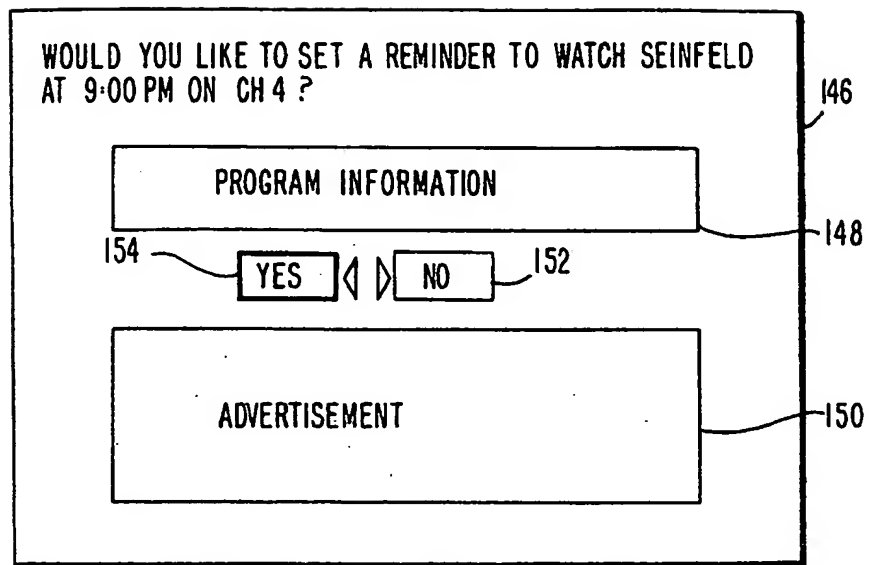 WOULD YOU LIKE TO SET A REMINDER TO WATCH SEINFELD
AT 9:00 PM ON CH 4 ?
146
PROGRAM INFORMATION
148
154
YES
NO
152
ADVERTISEMENT
150